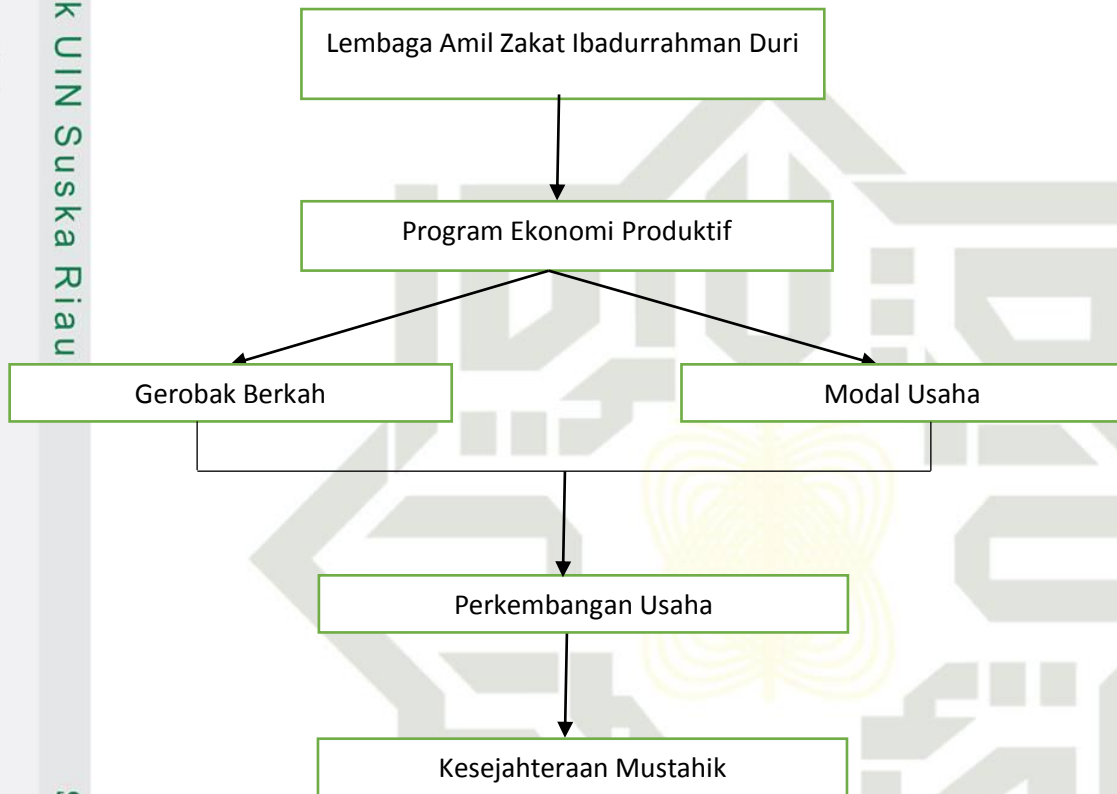 k UIN Suska Riau
Lembaga Amil Zakat Ibadurrahman Duri
Program Ekonomi Produktif
Gerobak Berkah
Modal Usaha
Perkembangan Usaha
Kesejahteraan Mustahik